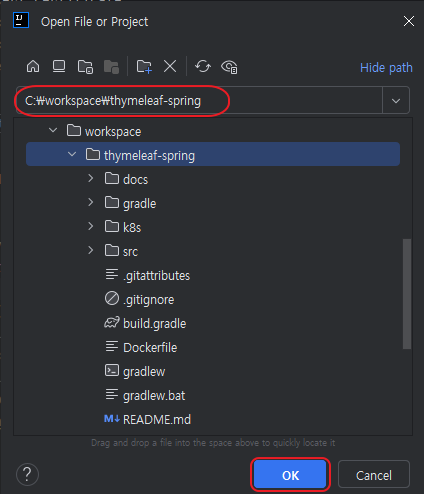 Open File or Project
Hide path
C:₩workspace₩thymeleaf-spring
workspace
thymeleaf-spring
docs
gradle
k8s
src
.gitattributes
.gitignore
build.gradle
Dockerfile
gradlew
gradlew.bat
M↓ README.md
Drag and drop a file into the space above to quickly locate it
? OK Cancel